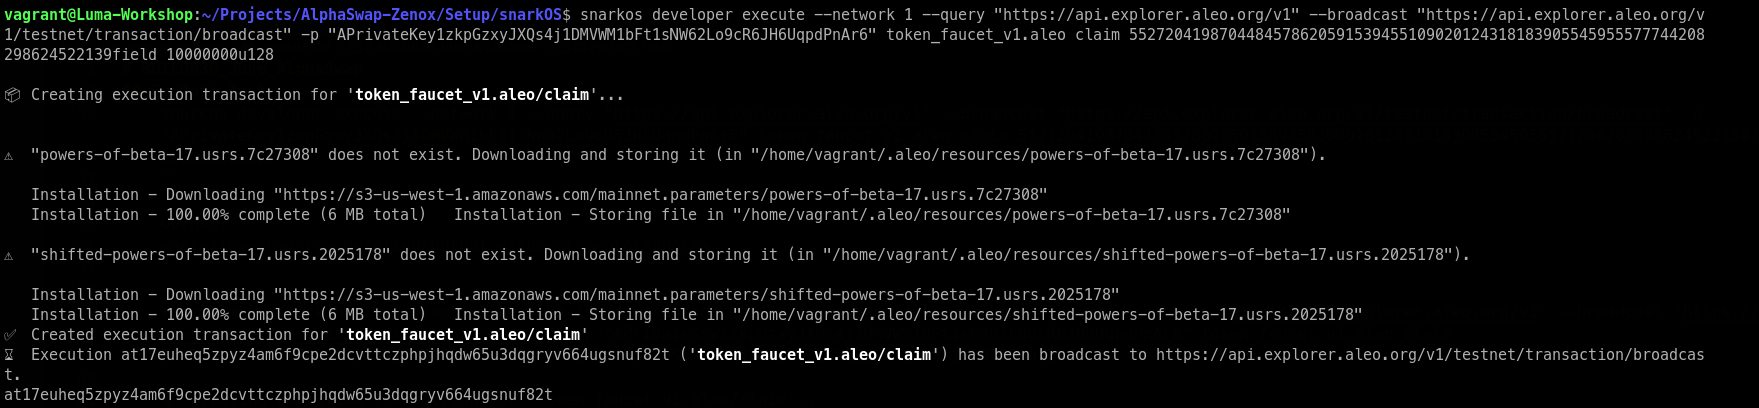 vagrant@Luma-Workshop:~/Projects/AlphaSwap-Zenox/Setup/snarkOS$ snarkos developer execute --network 1 --query "https://api.explorer.aleo.org/v1" --broadcast "https://api.explorer.aleo.org/v
1/testnet/transaction/broadcast" -p "APrivateKey1zkpGzxyJXQs4j1DMVWM1bFt1sNW62Lo9cR6JH6UqpdPnAr6" token_faucet_v1.aleo claim 5527204198704484578620591539455109020124318183905545955577744208
298624522139field 10000000u128
📦 Creating execution transaction for 'token_faucet_v1.aleo/claim'...
⚠ "powers-of-beta-17.usrs.7c27308" does not exist. Downloading and storing it (in "/home/vagrant/.aleo/resources/powers-of-beta-17.usrs.7c27308").
Installation - Downloading "https://s3-us-west-1.amazonaws.com/mainnet.parameters/powers-of-beta-17.usrs.7c27308"
Installation - 100.00% complete (6 MB total)   Installation - Storing file in "/home/vagrant/.aleo/resources/powers-of-beta-17.usrs.7c27308"
⚠ "shifted-powers-of-beta-17.usrs.2025178" does not exist. Downloading and storing it (in "/home/vagrant/.aleo/resources/shifted-powers-of-beta-17.usrs.2025178").
Installation - Downloading "https://s3-us-west-1.amazonaws.com/mainnet.parameters/shifted-powers-of-beta-17.usrs.2025178"
Installation - 100.00% complete (6 MB total)   Installation - Storing file in "/home/vagrant/.aleo/resources/shifted-powers-of-beta-17.usrs.2025178"
✅ Created execution transaction for 'token_faucet_v1.aleo/claim'
⌛ Execution at17euheq5zpyz4am6f9cpe2dcvttczphpjhqdw65u3dqgryv664ugsnuf82t ('token_faucet_v1.aleo/claim') has been broadcast to https://api.explorer.aleo.org/v1/testnet/transaction/broadcas
t.
at17euheq5zpyz4am6f9cpe2dcvttczphpjhqdw65u3dqgryv664ugsnuf82t